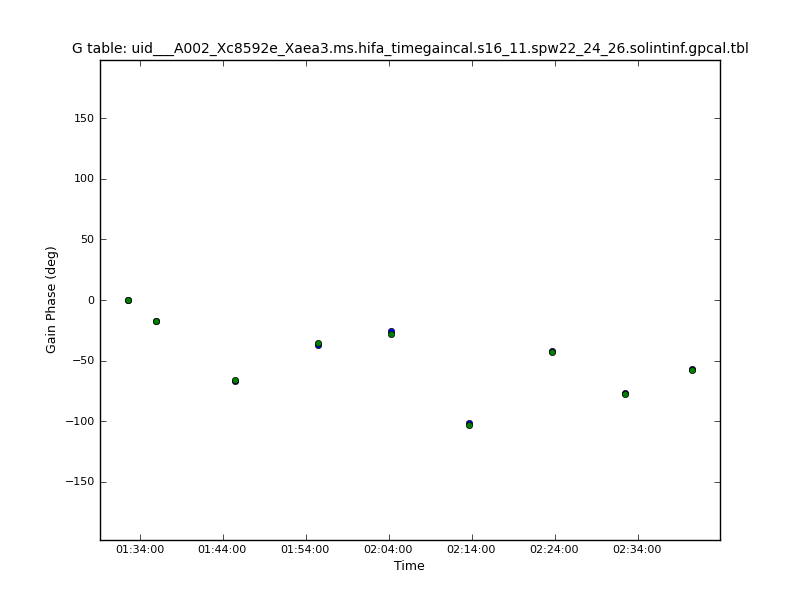 G table: uid___A002_Xc8592e_Xaea3.ms.hifa_timegaincal.s16_11.spw22_24_26.solintinf.gpcal.tbl
150
100
50
0
−50
−100
−150
Gain Phase (deg)
01:34:00 01:44:00 01:54:00 02:04:00 02:14:00 02:24:00 02:34:00
Time